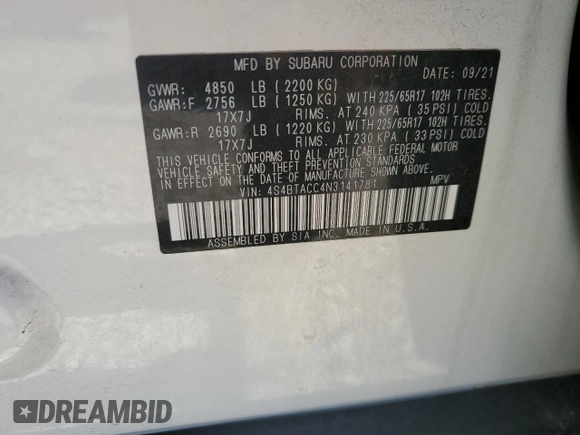 MFD BY SUBARU CORPORATION
DATE: 09/21
GVWR: 4850 LB (2200 KG)
GAWR:F 2756 LB (1250 KG) WITH 225/65R17 102H TIRES.
17X7J RIMS. AT 240 KPA (35 PSI) COLD
GAWR:R 2690 LB (1220 KG) WITH 225/65R17 102H TIRES.
17X7J RIMS. AT 230 KPA (33 PSI) COLD
THIS VEHICLE CONFORMS TO ALL APPLICABLE FEDERAL MOTOR
VEHICLE SAFETY AND THEFT PREVENTION STANDARDS
IN EFFECT ON THE DATE OF MANUFACTURE SHOWN ABOVE.
VIN: 4S4BTACC4N3141781 MPV
ASSEMBLED BY SIA INC. MADE IN U.S.A.
DREAMBID